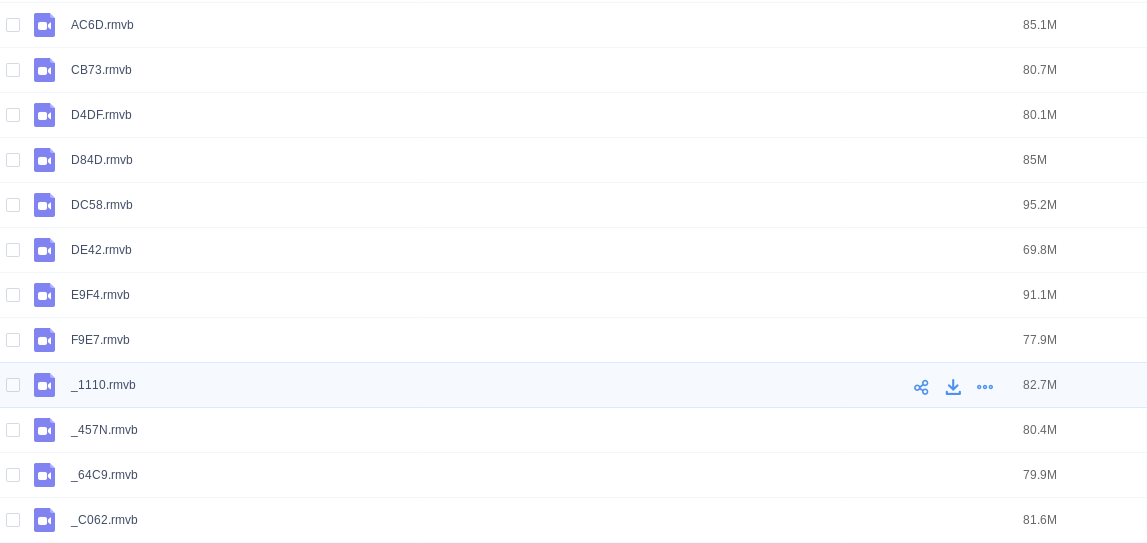 AC6D.rmvb 85.1M
CB73.rmvb 80.7M
D4DF.rmvb 80.1M
D84D.rmvb 85M
DC58.rmvb 95.2M
DE42.rmvb 69.8M
E9F4.rmvb 91.1M
F9E7.rmvb 77.9M
_1110.rmvb 82.7M
_457N.rmvb 80.4M
_64C9.rmvb 79.9M
_C062.rmvb 81.6M